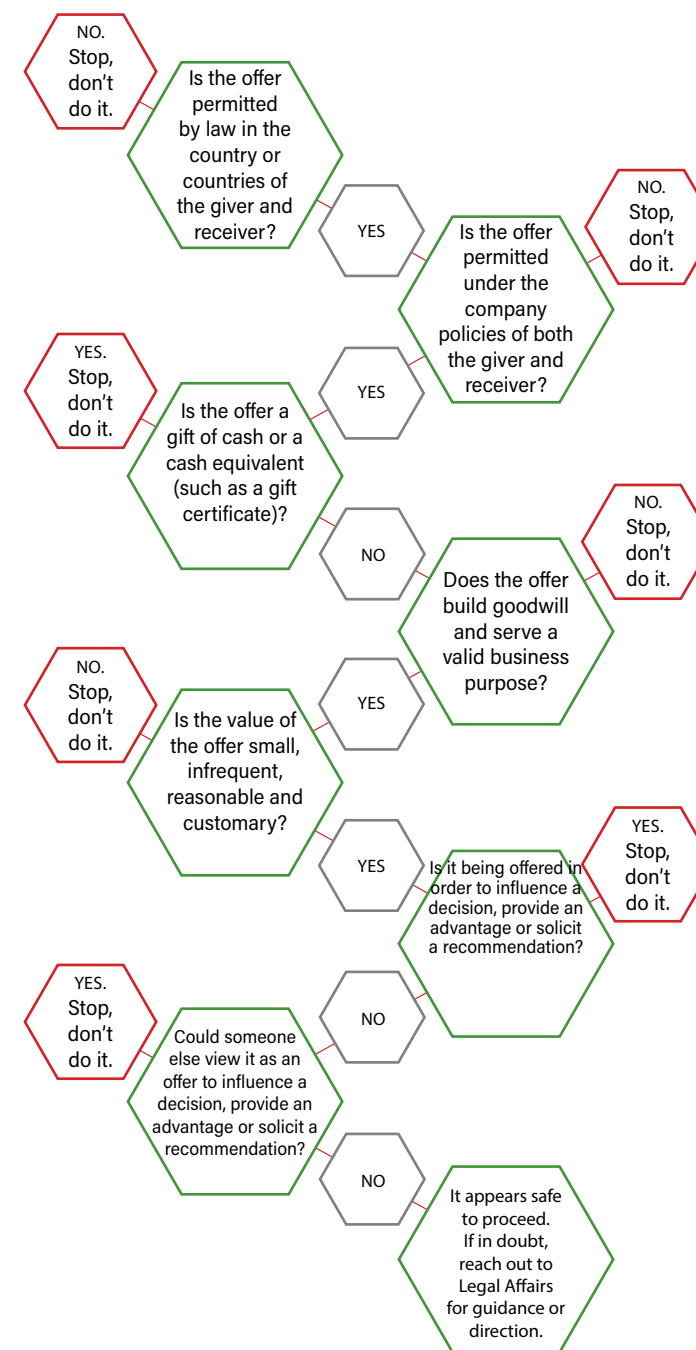 NO.
Stop,
don't
do it.
Is the offer
permitted
by law in the
country or
countries of
the giver and
receiver?
YES
NO.
Stop,
don't
do it.
Is the offer
permitted
under the
company
policies of both
the giver and
receiver?
YES
YES.
Stop,
don't
do it.
Is the offer a
gift of cash or a
cash equivalent
(such as a gift
certificate)?
NO
NO.
Stop,
don't
do it.
Does the offer
build goodwill
and serve a
valid business
purpose?
YES
NO.
Stop,
don't
do it.
Is the value of
the offer small,
infrequent,
reasonable and
customary?
YES
YES.
Stop,
don't
do it.
Is it being offered in
order to influence a
decision, provide an
advantage or solicit
a recommendation?
NO
YES.
Stop,
don't
do it.
Could someone
else view it as an
offer to influence a
decision, provide an
advantage or solicit a
recommendation?
NO
It appears safe
to proceed.
If in doubt,
reach out to
Legal Affairs
for guidance or
direction.